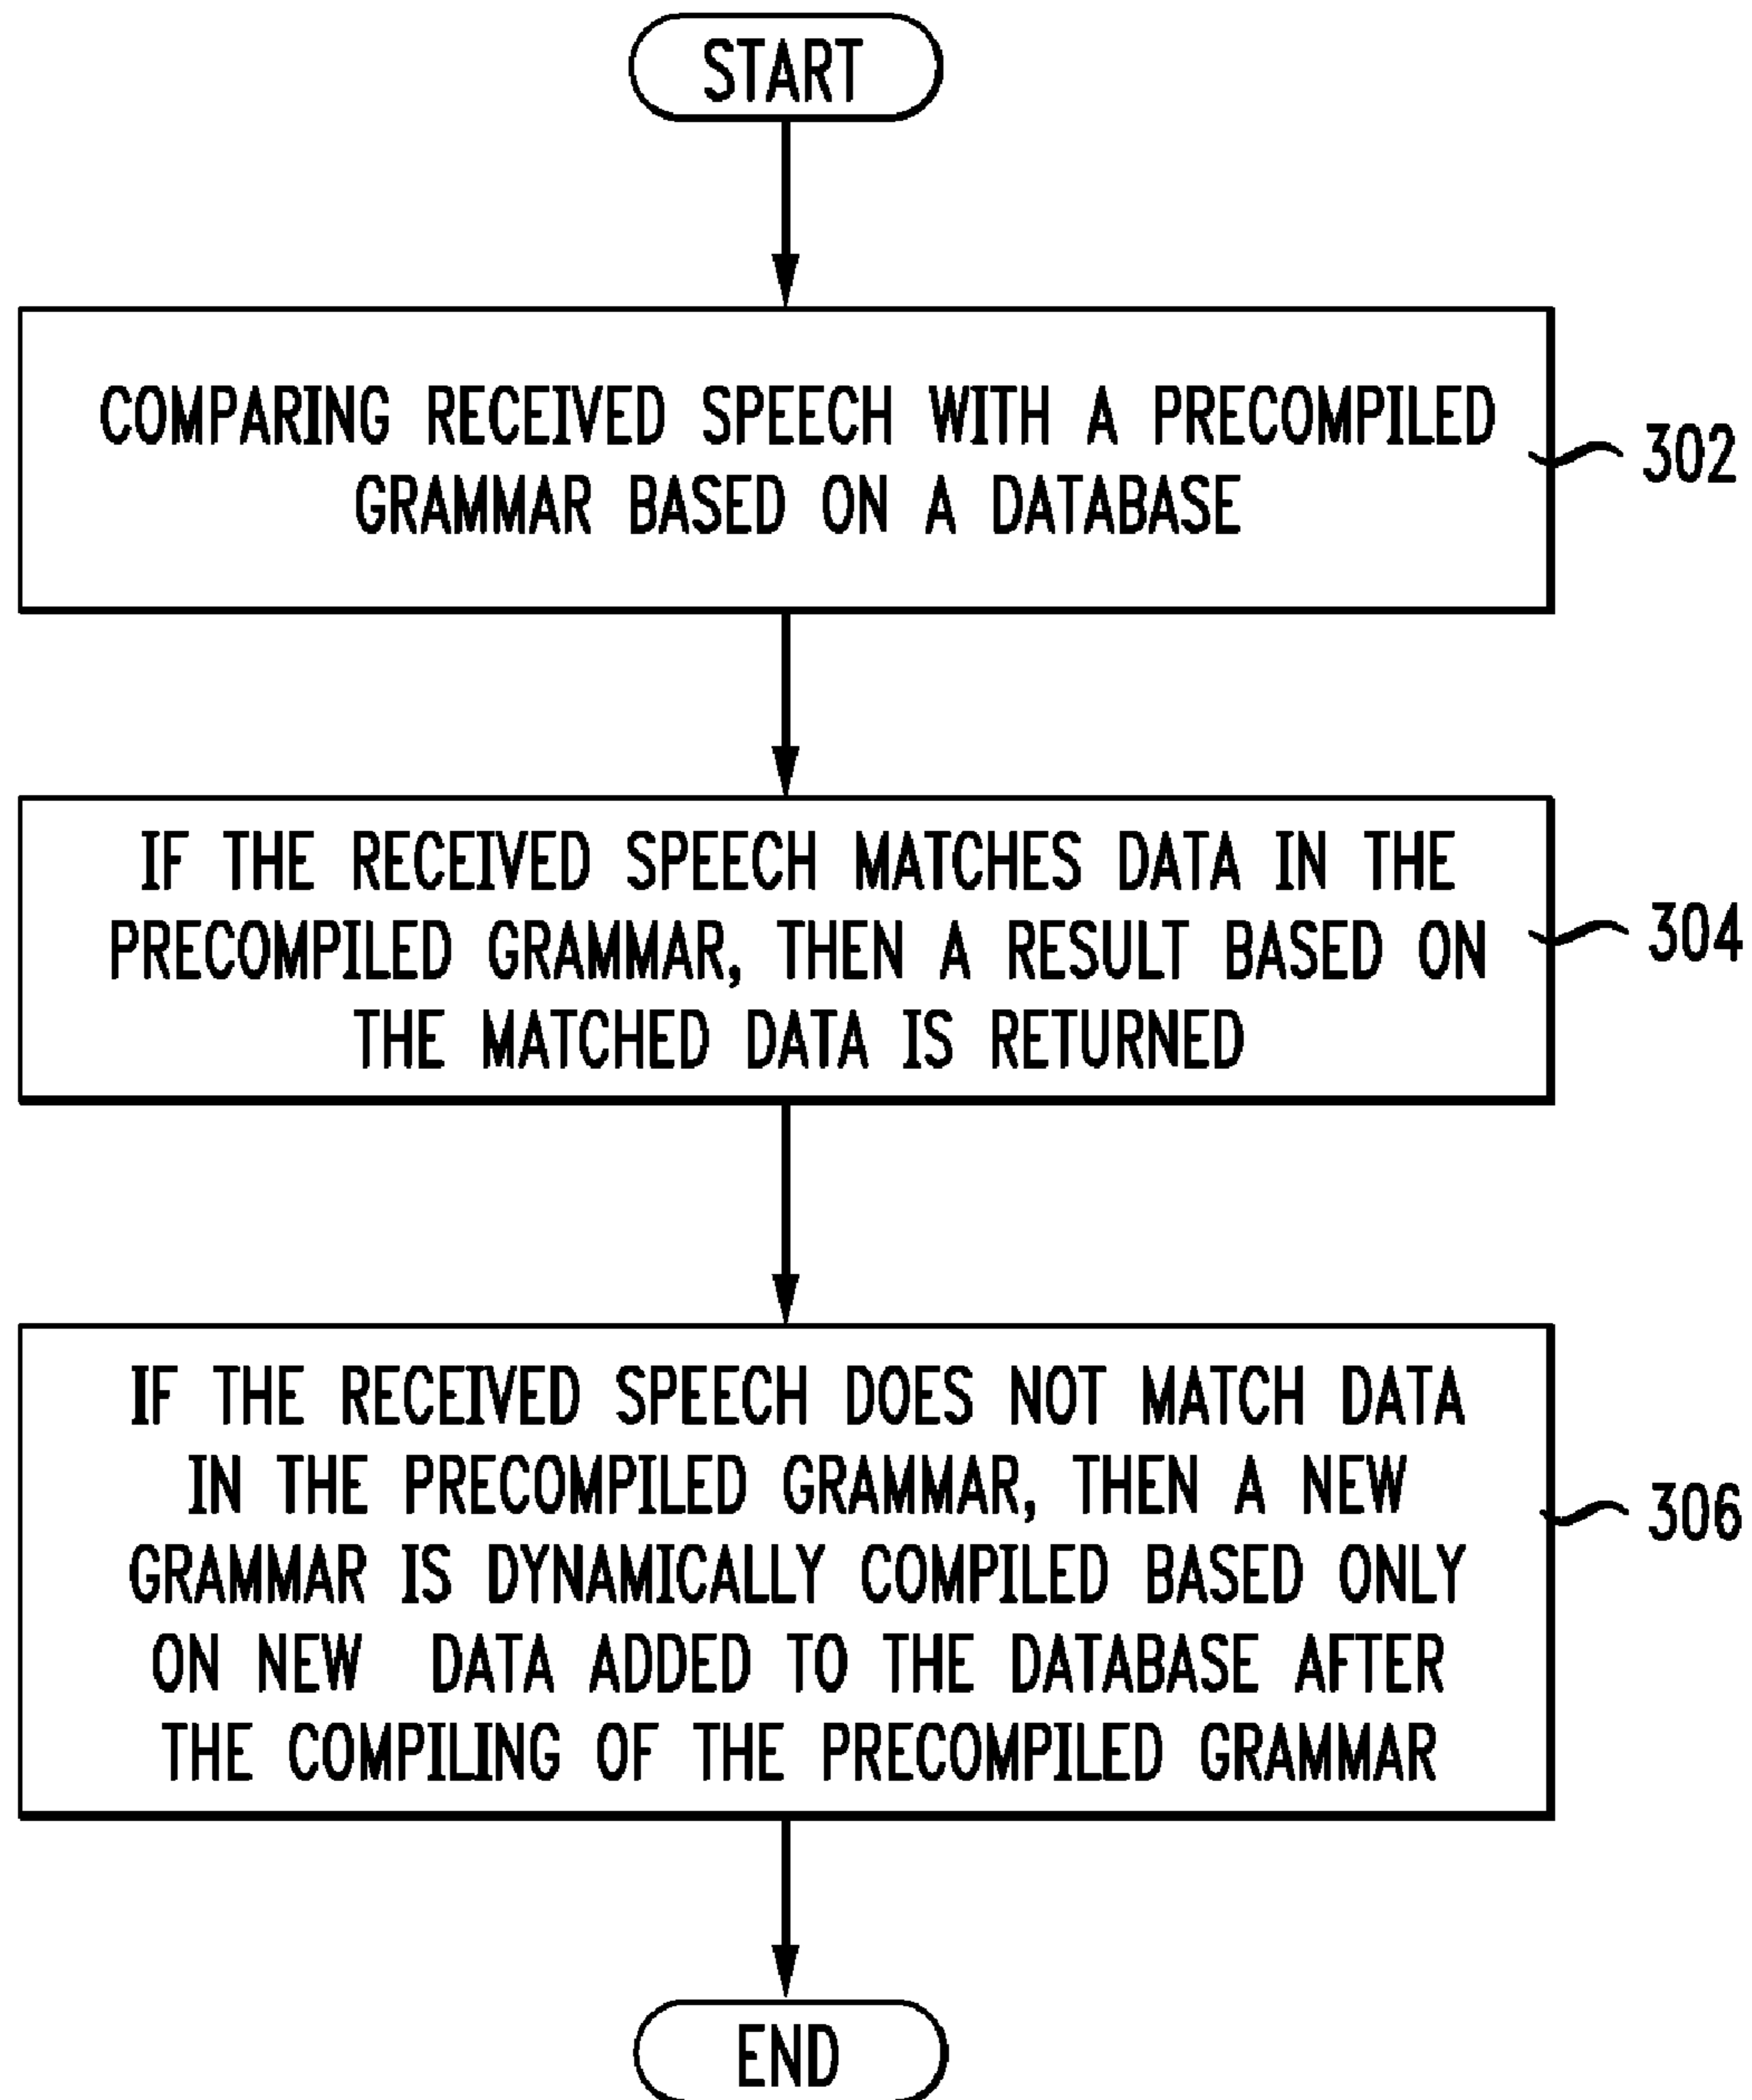 START
COMPARING RECEIVED SPEECH WITH A PRECOMPILED
GRAMMAR BASED ON A DATABASE
302
IF THE RECEIVED SPEECH MATCHES DATA IN THE
PRECOMPILED GRAMMAR, THEN A RESULT BASED ON
THE MATCHED DATA IS RETURNED
304
IF THE RECEIVED SPEECH DOES NOT MATCH DATA
IN THE PRECOMPILED GRAMMAR, THEN A NEW
GRAMMAR IS DYNAMICALLY COMPILED BASED ONLY
ON NEW DATA ADDED TO THE DATABASE AFTER
THE COMPILING OF THE PRECOMPILED GRAMMAR
306
END